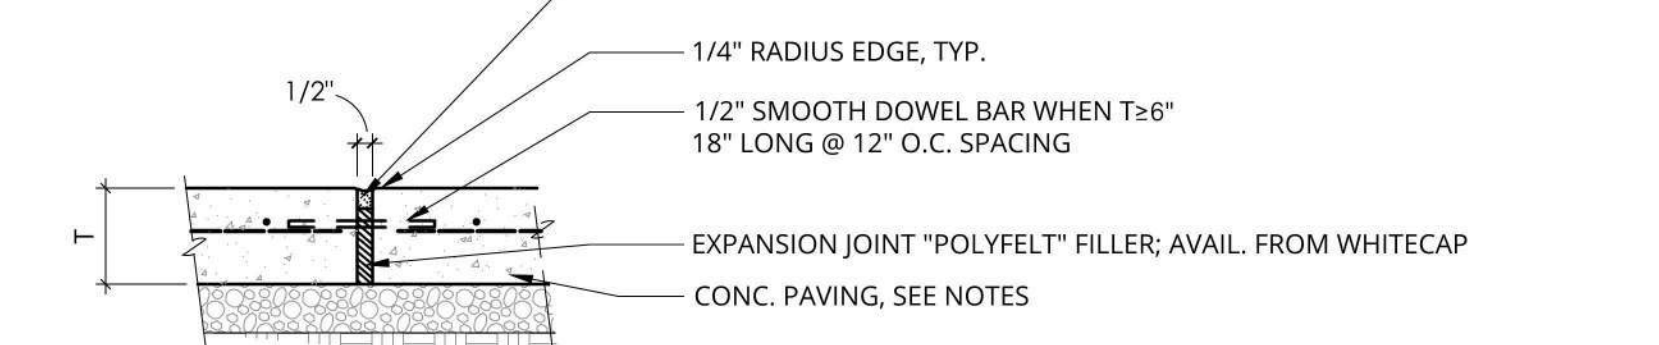 1/4" RADIUS EDGE, TYP.
1/2"
1/2" SMOOTH DOWEL BAR WHEN T≥6"
18" LONG @ 12" O.C. SPACING
T
EXPANSION JOINT "POLYFELT" FILLER; AVAIL. FROM WHITECAP
CONC. PAVING, SEE NOTES